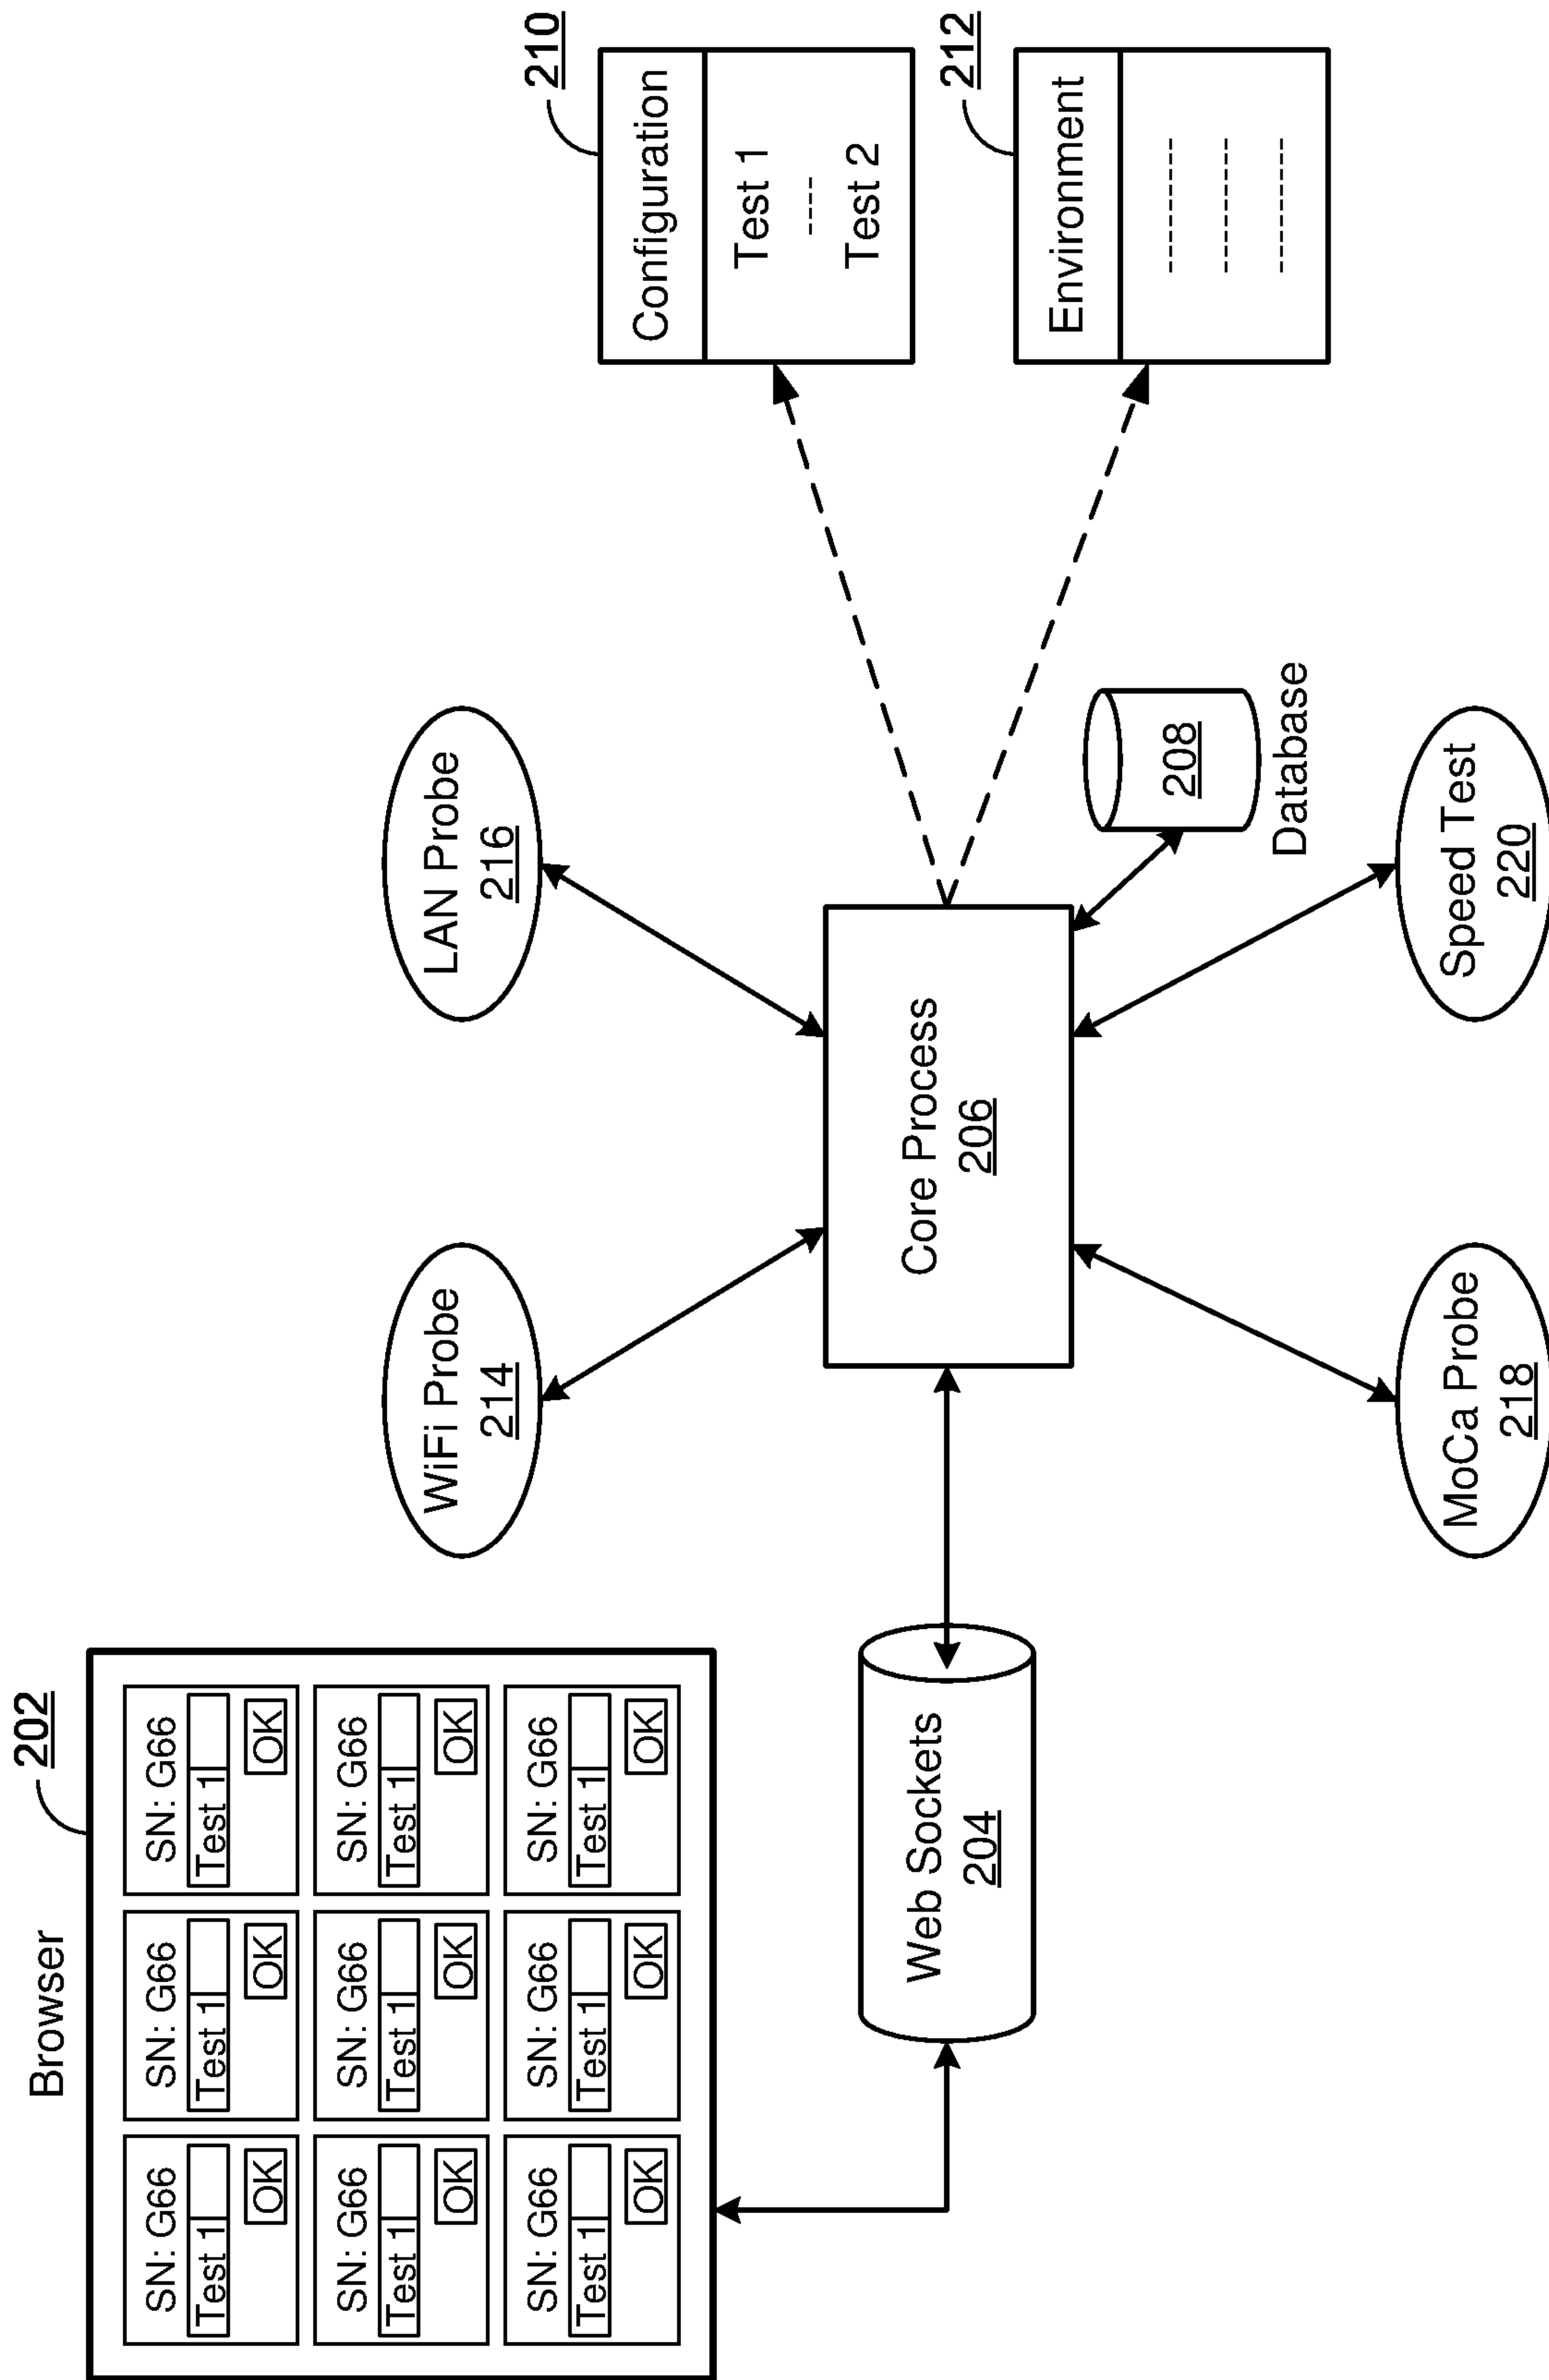 Browser
202
SN: G66
Test 1
OK
SN: G66
Test 1
OK
SN: G66
Test 1
OK
SN: G66
Test 1
OK
SN: G66
Test 1
OK
SN: G66
Test 1
OK
SN: G66
Test 1
OK
SN: G66
Test 1
OK
SN: G66
Test 1
OK
Web Sockets
204
WiFi Probe
214
LAN Probe
216
Core Process
206
MoCa Probe
218
Speed Test
220
208
Database
210
Configuration
Test 1
----
Test 2
212
Environment
----------
----------
----------